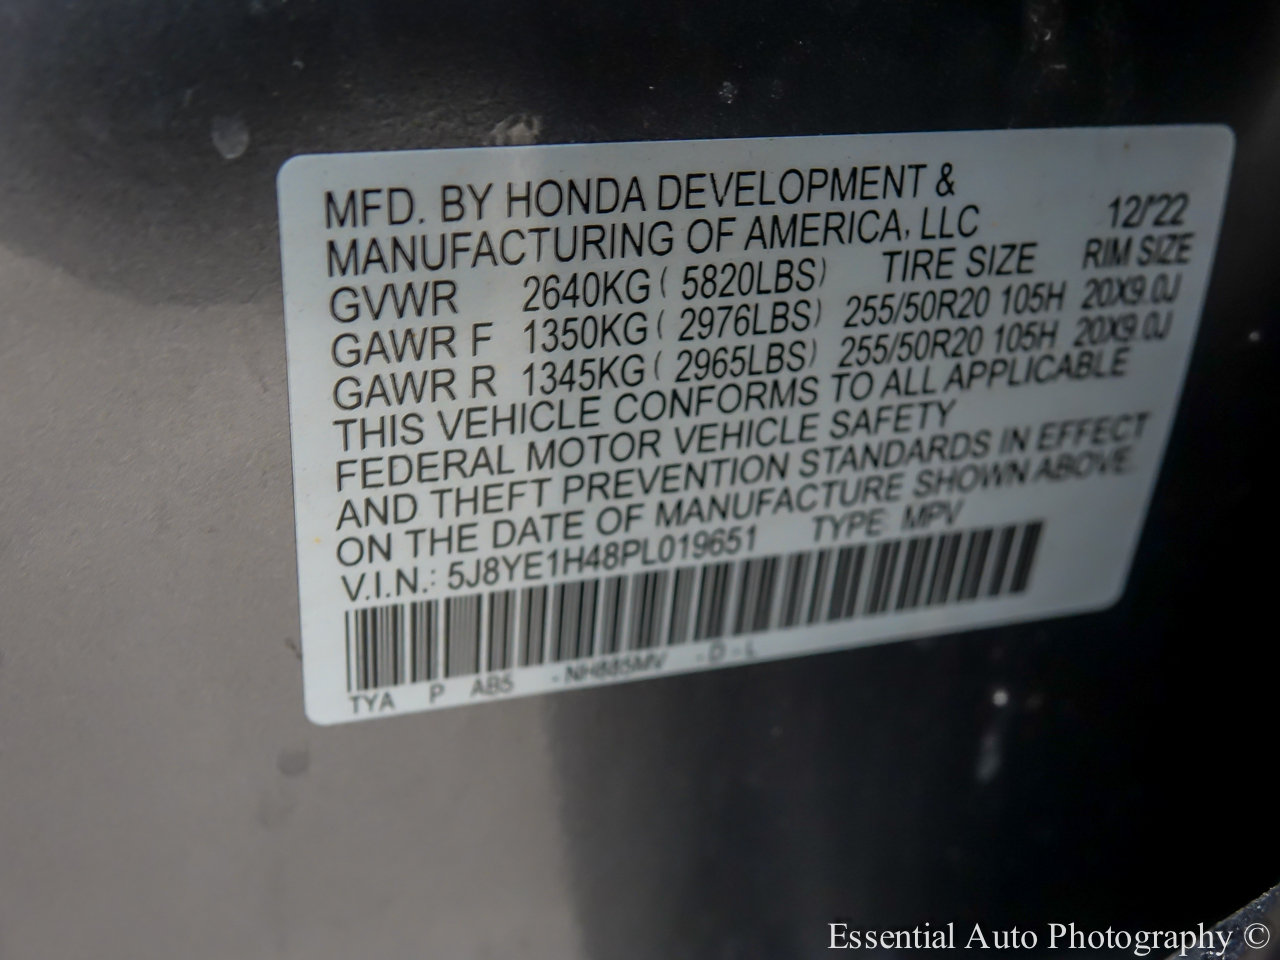 MFD. BY HONDA DEVELOPMENT &
MANUFACTURING OF AMERICA, LLC 12/'22
GVWR 2640KG ( 5820LBS) TIRE SIZE RIM SIZE
GAWR F 1350KG ( 2976LBS) 255/50R20 105H 20X9.0J
GAWR R 1345KG ( 2965LBS) 255/50R20 105H 20X9.0J
THIS VEHICLE CONFORMS TO ALL APPLICABLE
FEDERAL MOTOR VEHICLE SAFETY
AND THEFT PREVENTION STANDARDS IN EFFECT
ON THE DATE OF MANUFACTURE SHOWN ABOVE.
V.I.N.: 5J8YE1H48PL019651 TYPE: MPV
TYA P AB5 - NH885MV - D - L
Essential Auto Photography ©